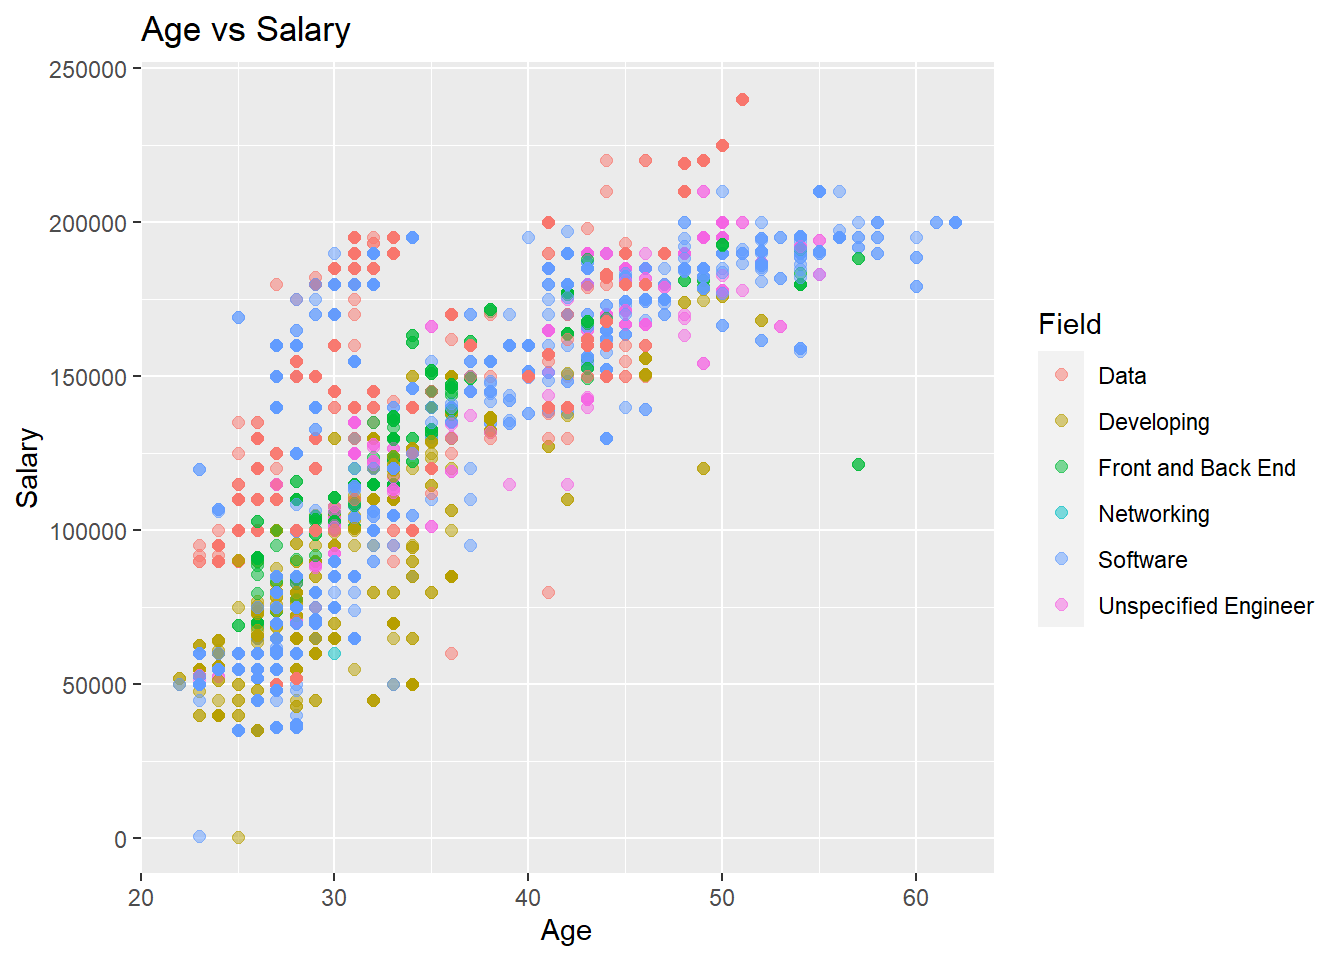 Age vs Salary
250000
200000
150000
100000
50000
0
Salary
20 30 40 50 60
Age
Field
Data
Developing
Front and Back End
Networking
Software
Unspecified Engineer